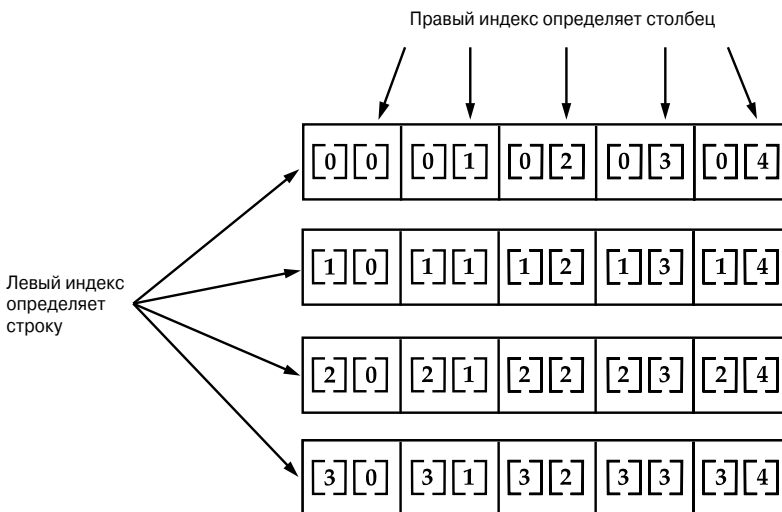 Правый индекс определяет столбец
[0][0] [0][1] [0][2] [0][3] [0][4]
[1][0] [1][1] [1][2] [1][3] [1][4]
Левый индекс
определяет
строку
[2][0] [2][1] [2][2] [2][3] [2][4]
[3][0] [3][1] [3][2] [3][3] [3][4]